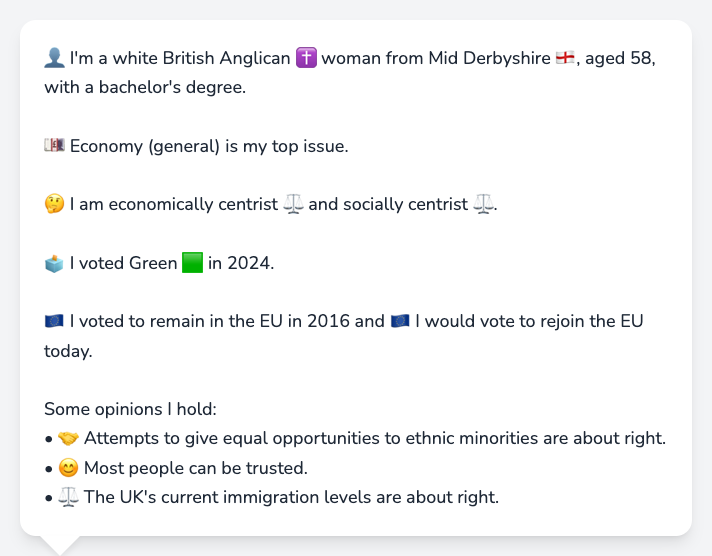 👤 I'm a white British Anglican ✝️ woman from Mid Derbyshire 🏴󠁧󠁢󠁥󠁮󠁧󠁿, aged 58,
with a bachelor's degree.
💷 Economy (general) is my top issue.
🤔 I am economically centrist ⚖️ and socially centrist ⚖️.
🗳️ I voted Green 🟩 in 2024.
🇪🇺 I voted to remain in the EU in 2016 and 🇪🇺 I would vote to rejoin the EU
today.
Some opinions I hold:
• 🤝 Attempts to give equal opportunities to ethnic minorities are about right.
• 😊 Most people can be trusted.
• ⚖️ The UK's current immigration levels are about right.